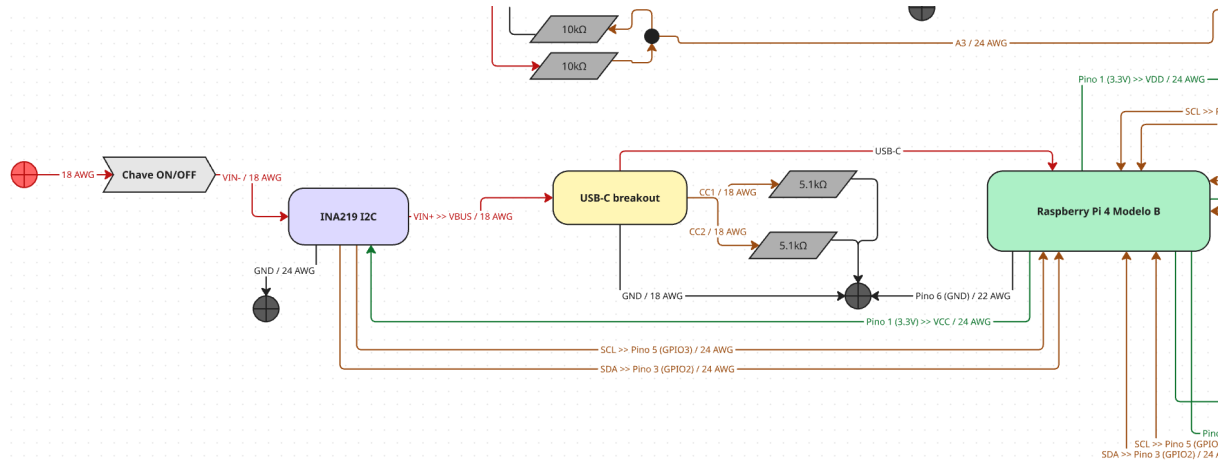 10kΩ
A3 / 24 AWG
10kΩ
Pino 1 (3.3V) >> VDD / 24 AWG
SCL >>
USB-C
18 AWG
Chave ON/OFF
VIN- / 18 AWG
INA219 I2C
VIN+ >> VBUS / 18 AWG
USB-C breakout
CC1 / 18 AWG
5.1kΩ
CC2 / 18 AWG
5.1kΩ
Raspberry Pi 4 Modelo B
GND / 24 AWG
GND / 18 AWG
Pino 6 (GND) / 22 AWG
Pino 1 (3.3V) >> VCC / 24 AWG
SCL >> Pino 5 (GPIO3) / 24 AWG
SDA >> Pino 3 (GPIO2) / 24 AWG
SCL >> Pino 5 (GPIO
SDA >> Pino 3 (GPIO2) / 24